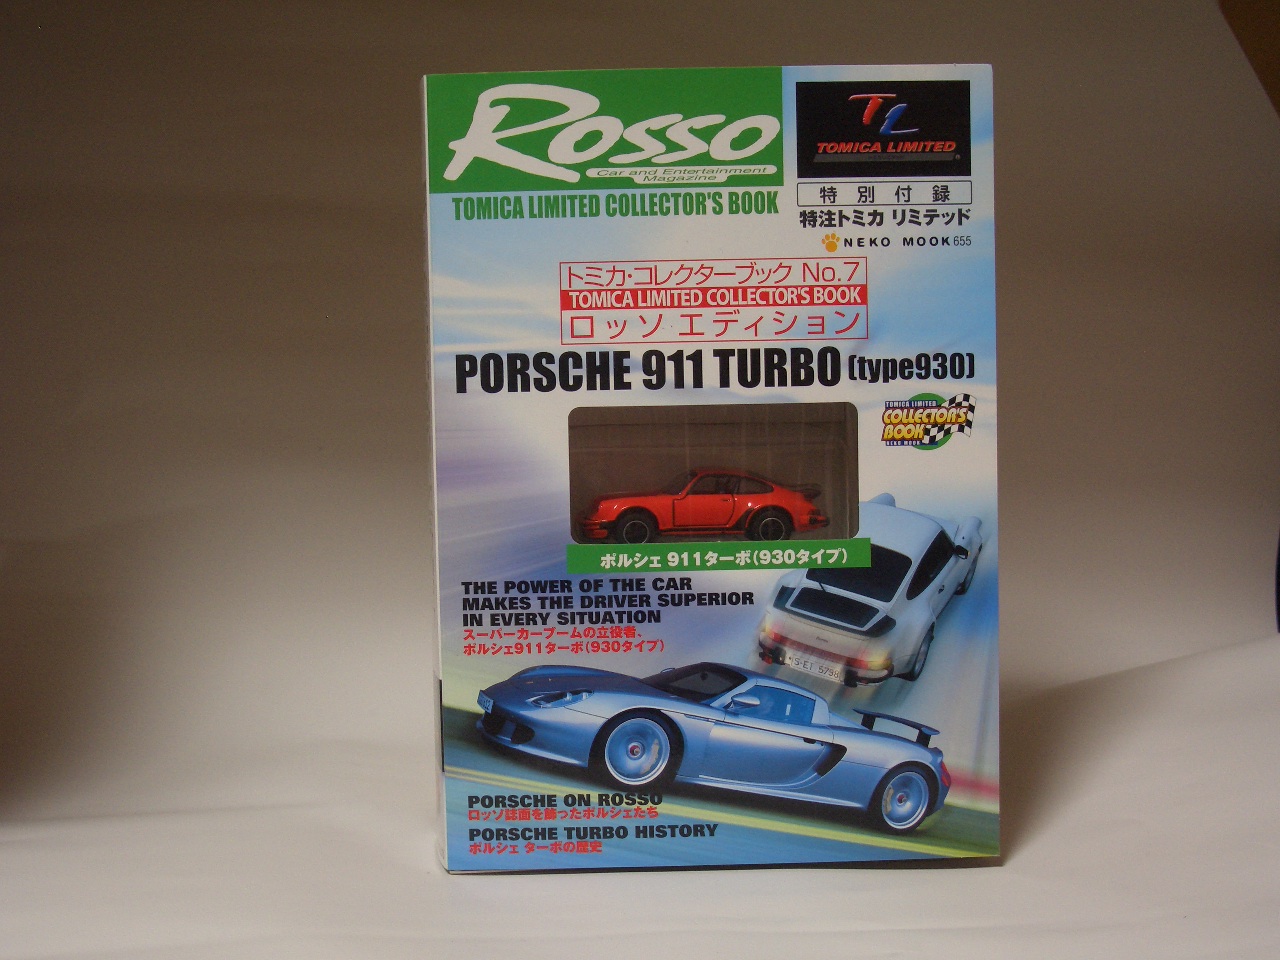 Rosso
Car and Entertainment
Magazine
TOMICA LIMITED COLLECTOR'S BOOK
TL
TOMICA LIMITED
特別付録
特注トミカ リミテッド
NEKO MOOK 655
トミカ・コレクターブック No.7
TOMICA LIMITED COLLECTOR'S BOOK
ロッソ エディション
PORSCHE 911 TURBO (type930)
TOMICA LIMITED
COLLECTOR'S
BOOK
NEKO MOOK
ポルシェ 911ターボ(930タイプ)
THE POWER OF THE CAR
MAKES THE DRIVER SUPERIOR
IN EVERY SITUATION
スーパーカーブームの立役者、
ポルシェ911ターボ(930タイプ)
S-EI 5798
PORSCHE ON ROSSO
ロッソ誌面を飾ったポルシェたち
PORSCHE TURBO HISTORY
ポルシェ ターボの歴史